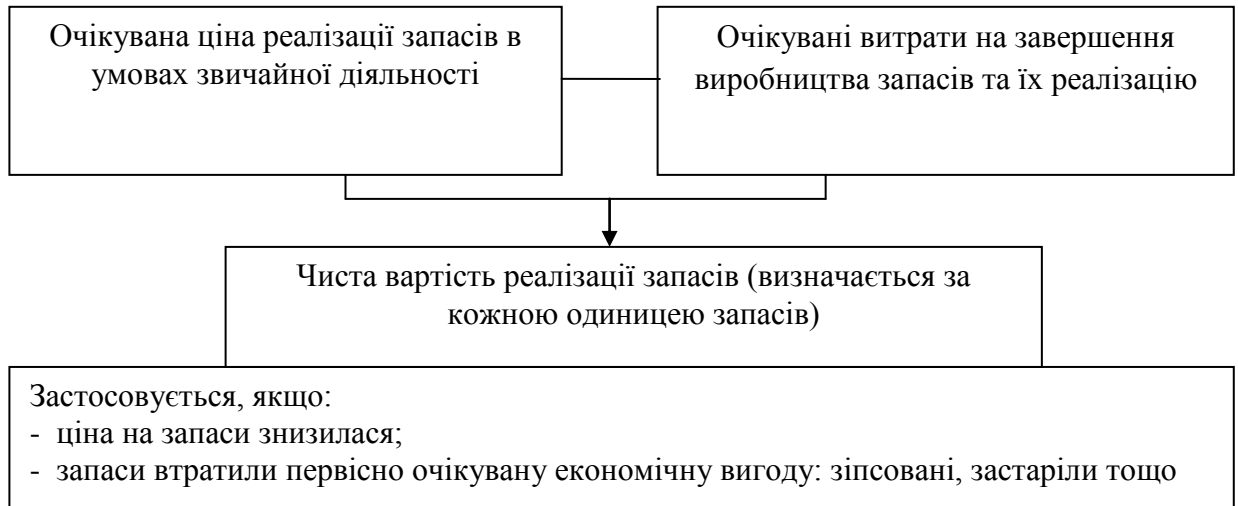 Очікувана ціна реалізації запасів в
умовах звичайної діяльності
Очікувані витрати на завершення
виробництва запасів та їх реалізацію
Чиста вартість реалізації запасів (визначається за
кожною одиницею запасів)
Застосовується, якщо:
- ціна на запаси знизилася;
- запаси втратили первісно очікувану економічну вигоду: зіпсовані, застаріли тощо